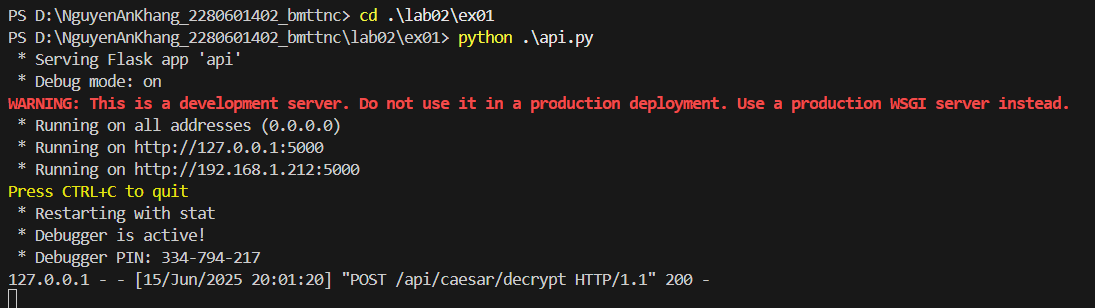 PS D:\NguyenAnKhang_2280601402_bmttnc> cd .\lab02\ex01
PS D:\NguyenAnKhang_2280601402_bmttnc\lab02\ex01> python .\api.py
 * Serving Flask app 'api'
 * Debug mode: on
WARNING: This is a development server. Do not use it in a production deployment. Use a production WSGI server instead.
 * Running on all addresses (0.0.0.0)
 * Running on http://127.0.0.1:5000
 * Running on http://192.168.1.212:5000
Press CTRL+C to quit
 * Restarting with stat
 * Debugger is active!
 * Debugger PIN: 334-794-217
127.0.0.1 - - [15/Jun/2025 20:01:20] "POST /api/caesar/decrypt HTTP/1.1" 200 -